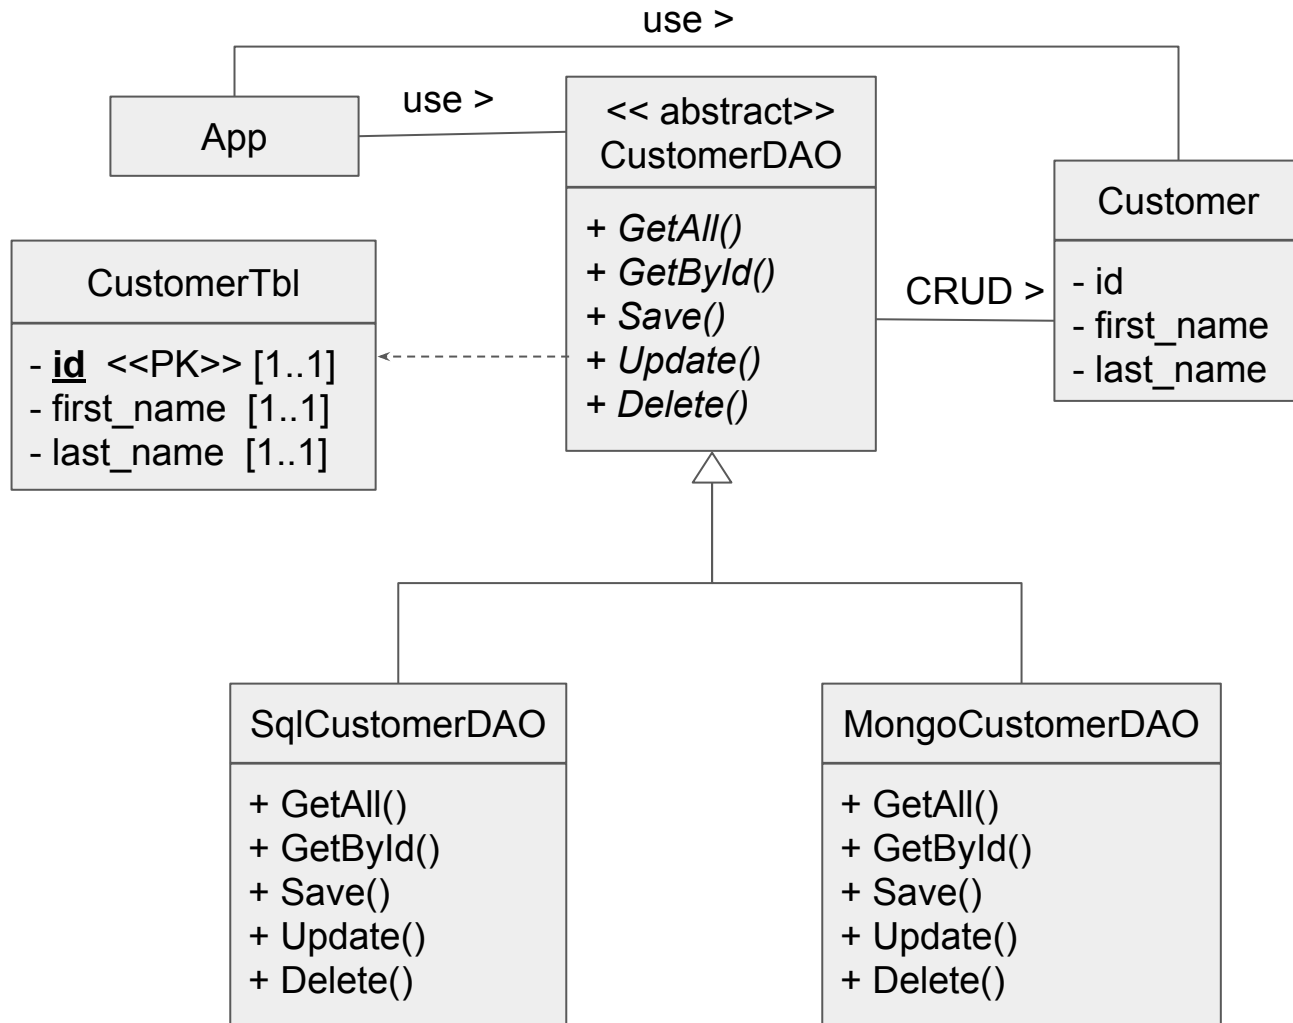 use >
App
use >
<< abstract>>
CustomerDAO
+ GetAll()
+ GetById()
+ Save()
+ Update()
+ Delete()
CRUD >
Customer
- id
- first_name
- last_name
CustomerTbl
- id <<PK>> [1..1]
- first_name [1..1]
- last_name [1..1]
SqlCustomerDAO
+ GetAll()
+ GetById()
+ Save()
+ Update()
+ Delete()
MongoCustomerDAO
+ GetAll()
+ GetById()
+ Save()
+ Update()
+ Delete()